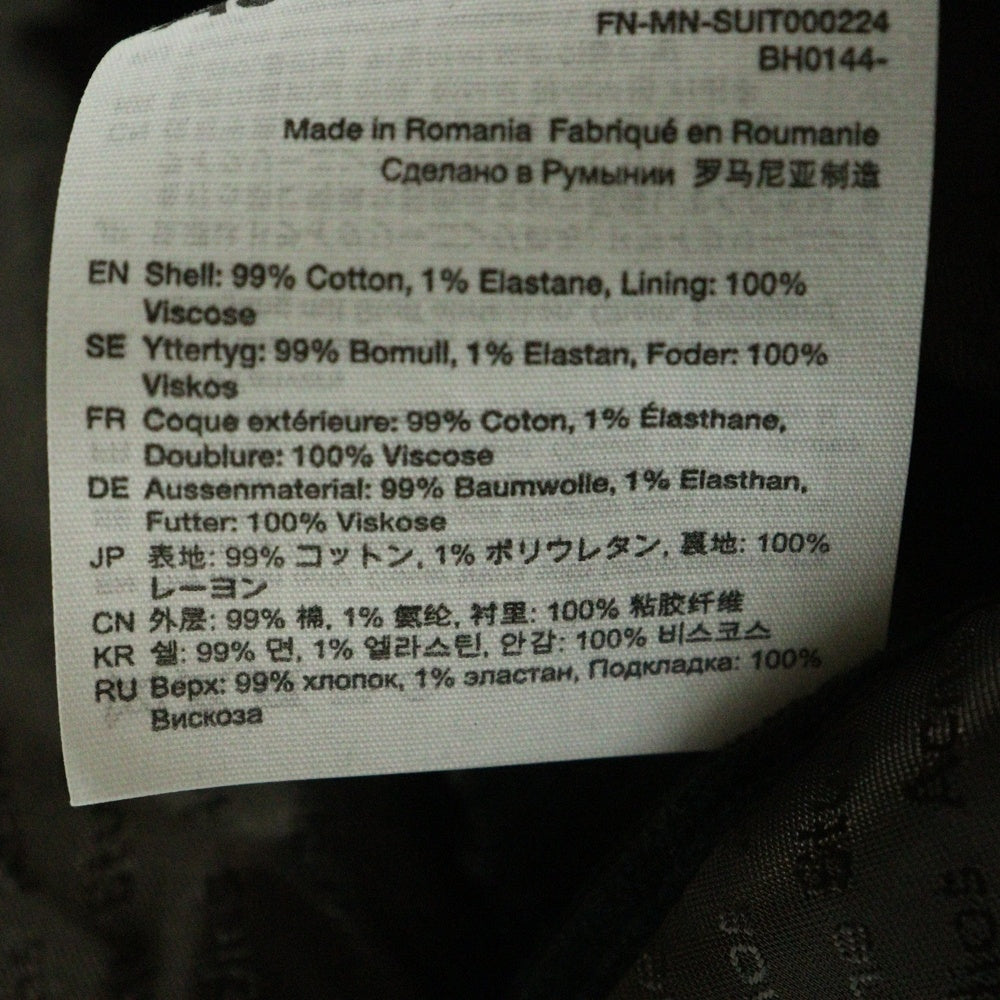 FN-MN-SUIT000224
BH0144-
Made in Romania Fabriqué en Roumanie
Сделано в Румынии 罗马尼亚制造
EN Shell: 99% Cotton, 1% Elastane, Lining: 100%
Viscose
SE Yttertyg: 99% Bomull, 1% Elastan, Foder: 100%
Viskos
FR Coque extérieure: 99% Coton, 1% Élasthane,
Doublure: 100% Viscose
DE Aussenmaterial: 99% Baumwolle, 1% Elasthan,
Futter: 100% Viskose
JP 表地: 99% コットン, 1% ポリウレタン, 裏地: 100%
レーヨン
CN 外层: 99% 棉, 1% 氨纶, 衬里: 100% 粘胶纤维
KR 쉘: 99% 면, 1% 엘라스틴, 안감: 100% 비스코스
RU Верх: 99% хлопок, 1% эластан, Подкладка: 100%
Вискоза